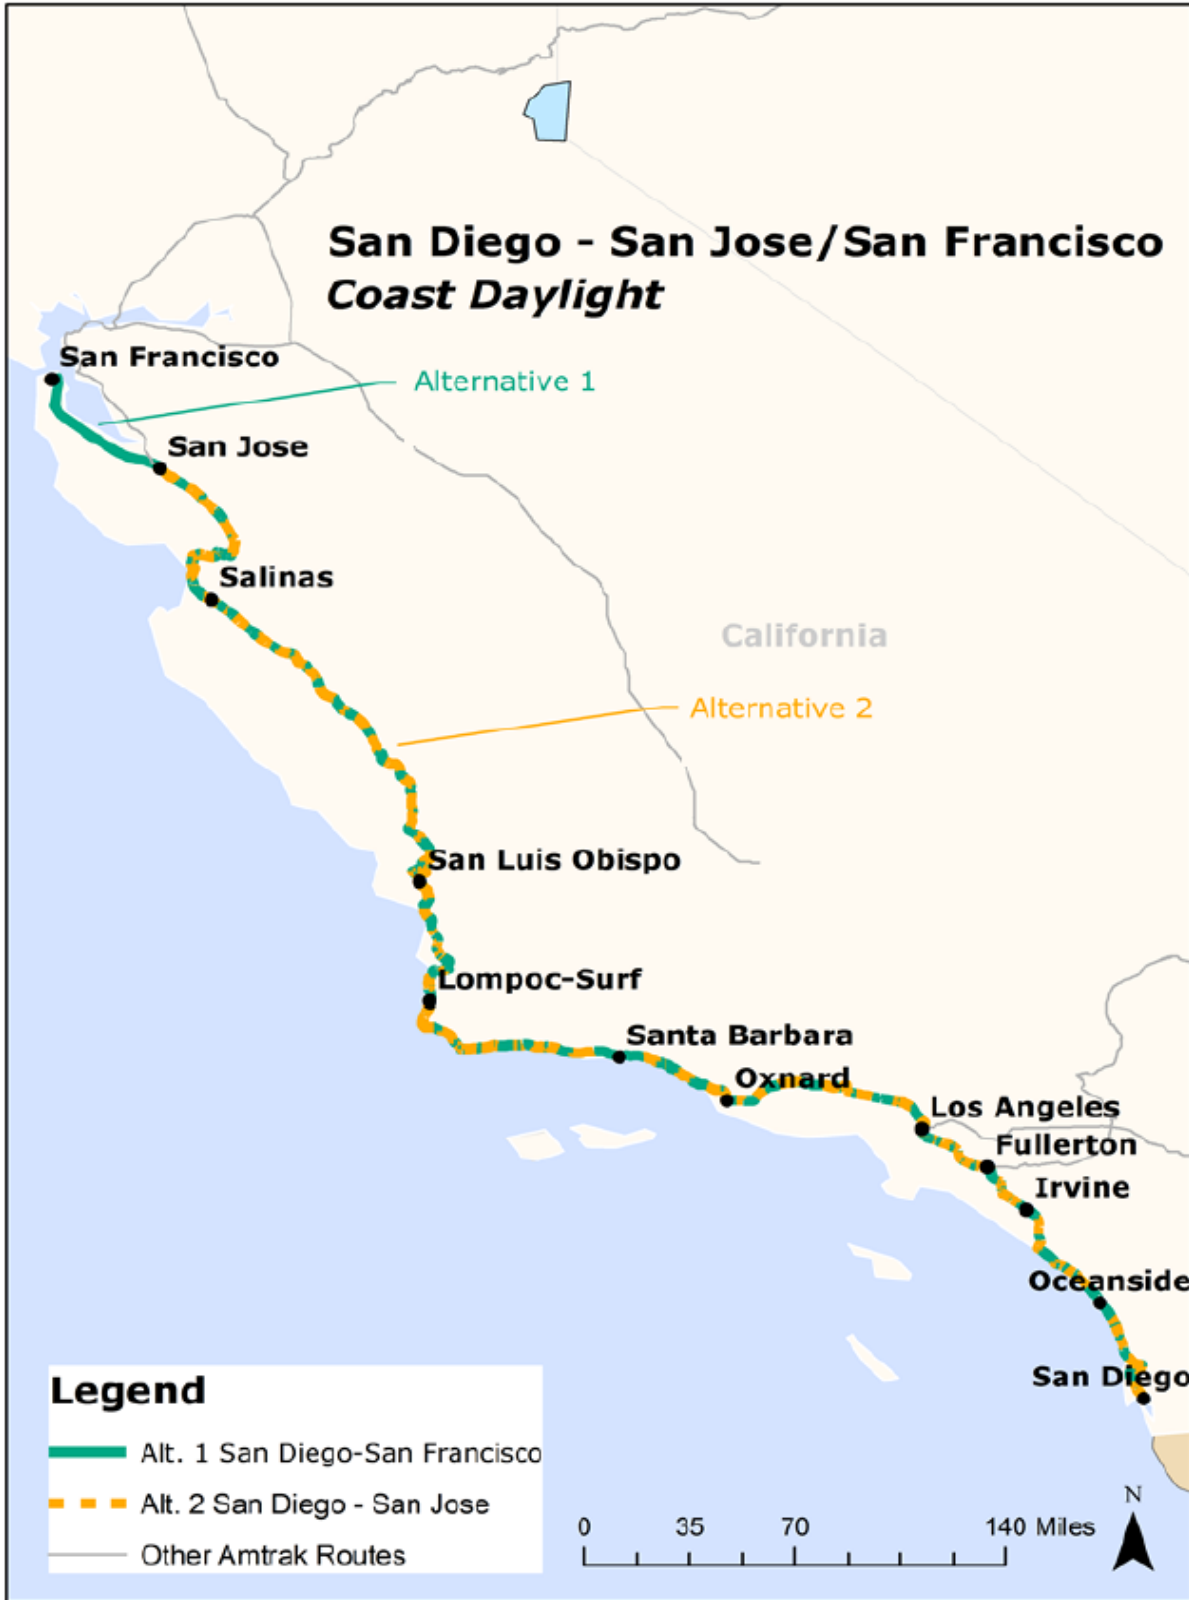 San Diego - San Jose/San Francisco
Coast Daylight
San Francisco
Alternative 1
San Jose
Salinas
California
Alternative 2
San Luis Obispo
Lompoc-Surf
Santa Barbara
Oxnard
Los Angeles
Fullerton
Irvine
Oceanside
San Diego
Legend
Alt. 1 San Diego-San Francisco
Alt. 2 San Diego - San Jose
Other Amtrak Routes
0 35 70 140 Miles
N